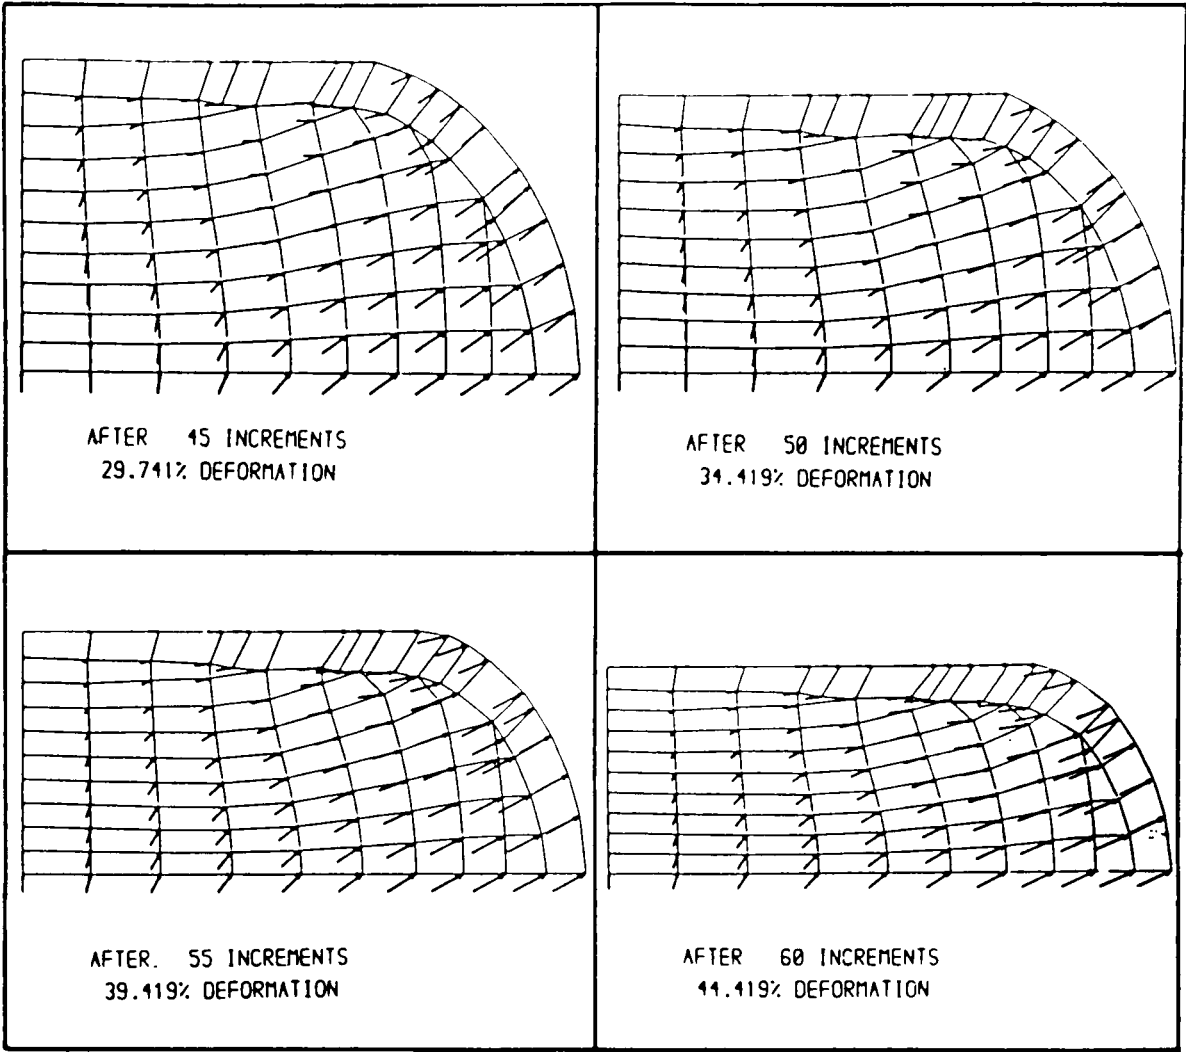 AFTER 45 INCREMENTS
29.741% DEFORMATION
AFTER 50 INCREMENTS
34.419% DEFORMATION
AFTER. 55 INCREMENTS
39.419% DEFORMATION
AFTER 60 INCREMENTS
44.419% DEFORMATION